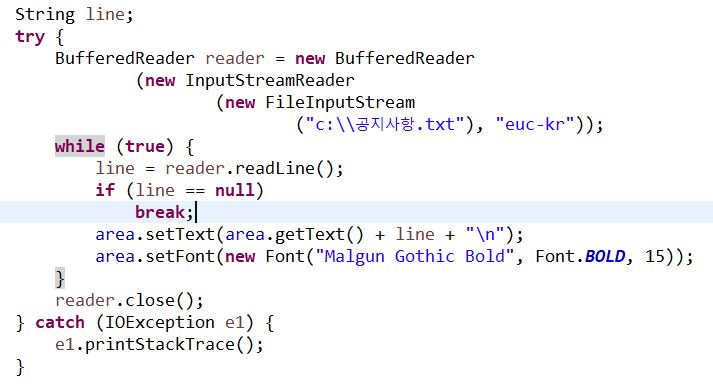 String line;
try {
BufferedReader reader = new BufferedReader
(new InputStreamReader
(new FileInputStream
("c:\\공지사항.txt"), "euc-kr"));
while (true) {
line = reader.readLine();
if (line == null)
break;
area.setText(area.getText() + line + "\n");
area.setFont(new Font("Malgun Gothic Bold", Font.BOLD, 15));
}
reader.close();
} catch (IOException e1) {
e1.printStackTrace();
}